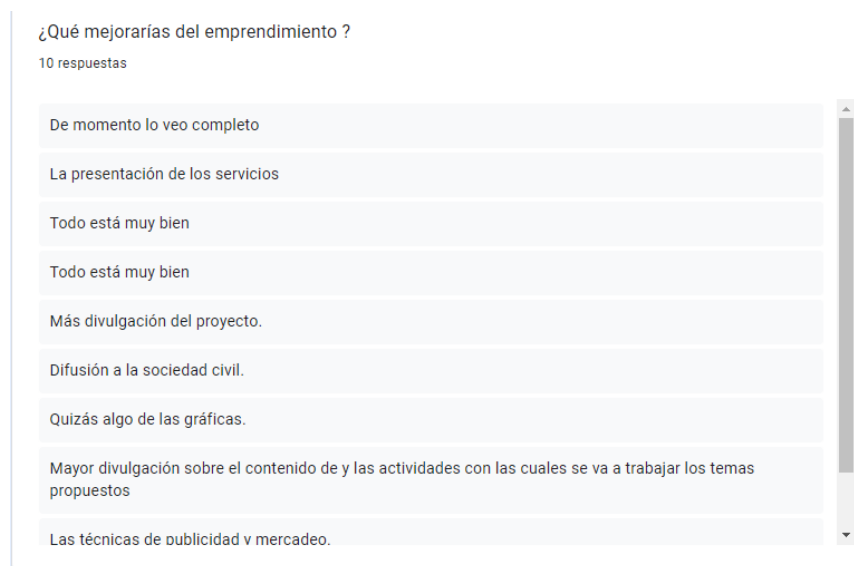 ¿Qué mejorarías del emprendimiento ?
10 respuestas
De momento lo veo completo
La presentación de los servicios
Todo está muy bien
Todo está muy bien
Más divulgación del proyecto.
Difusión a la sociedad civil.
Quizás algo de las gráficas.
Mayor divulgación sobre el contenido de y las actividades con las cuales se va a trabajar los temas
propuestos
Las técnicas de publicidad y mercadeo.